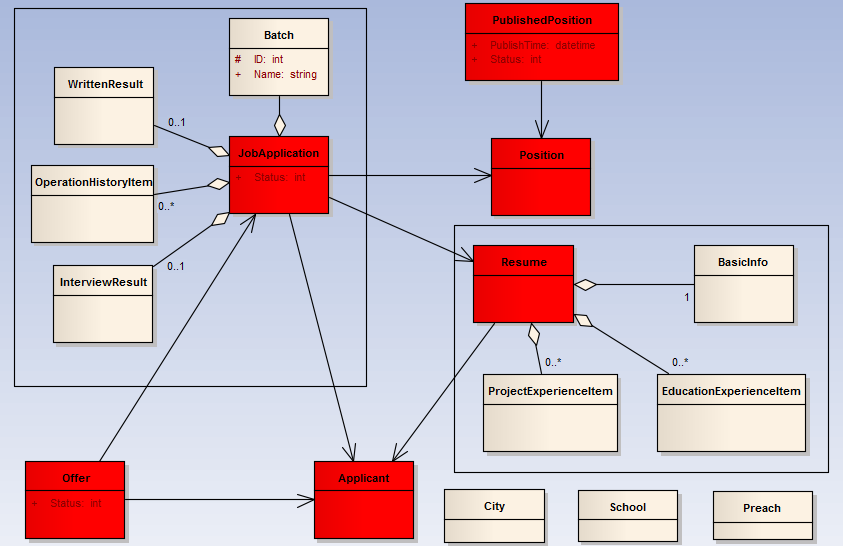 Batch
# ID: int
+ Name: string
PublishedPosition
+ PublishTime: datetime
+ Status: int
WrittenResult
0..1
JobApplication
+ Status: int
Position
OperationHistoryItem
0..*
InterviewResult
0..1
Resume
BasicInfo
1
0..*
0..*
ProjectExperienceItem
EducationExperienceItem
Offer
+ Status: int
Applicant
City
School
Preach